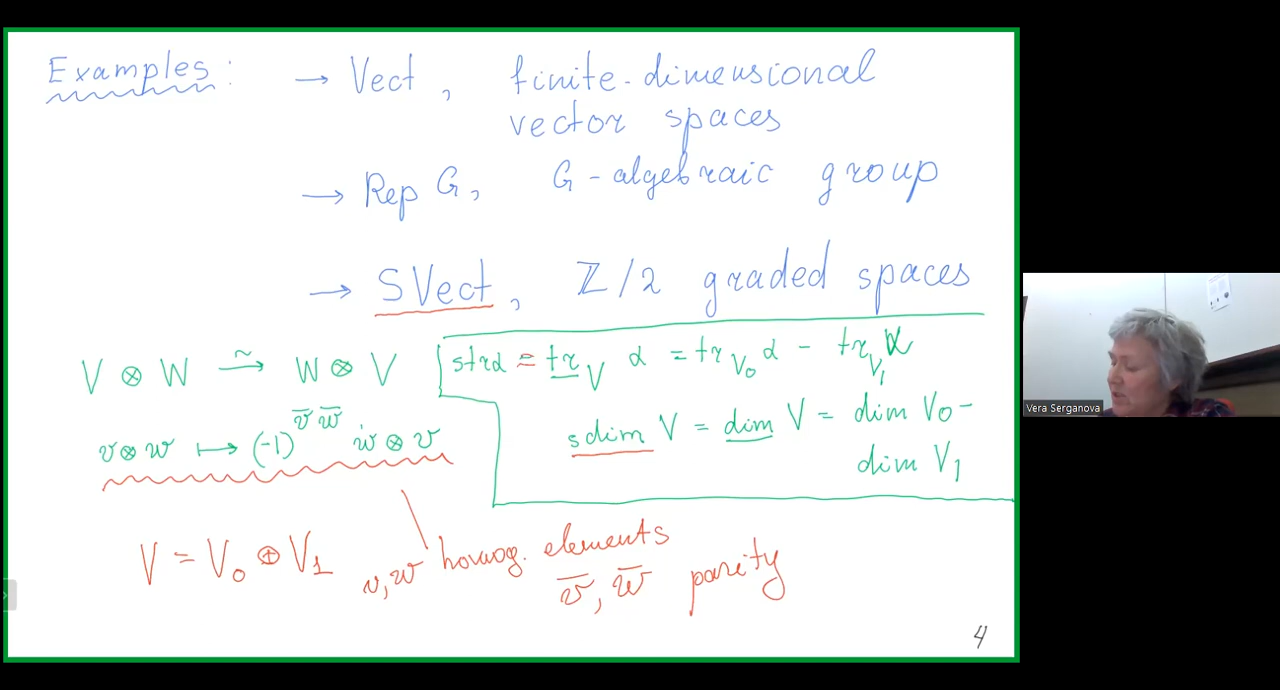 Examples: → Vect, finite-dimensional
vector spaces
→ Rep G, G - algebraic group
→ SVect, ℤ/2 graded spaces
V ⊗ W ⥲ W ⊗ V
v ⊗ w ↦ (-1)^{v̄ w̄} w ⊗ v
str α = tr_V α = tr_{V_0} α - tr_{V_1} α
sdim V = dim V = dim V_0 -
dim V_1
V = V_0 ⊕ V_1
v, w homog. elements
v̄, w̄ parity
4
Vera Serganova